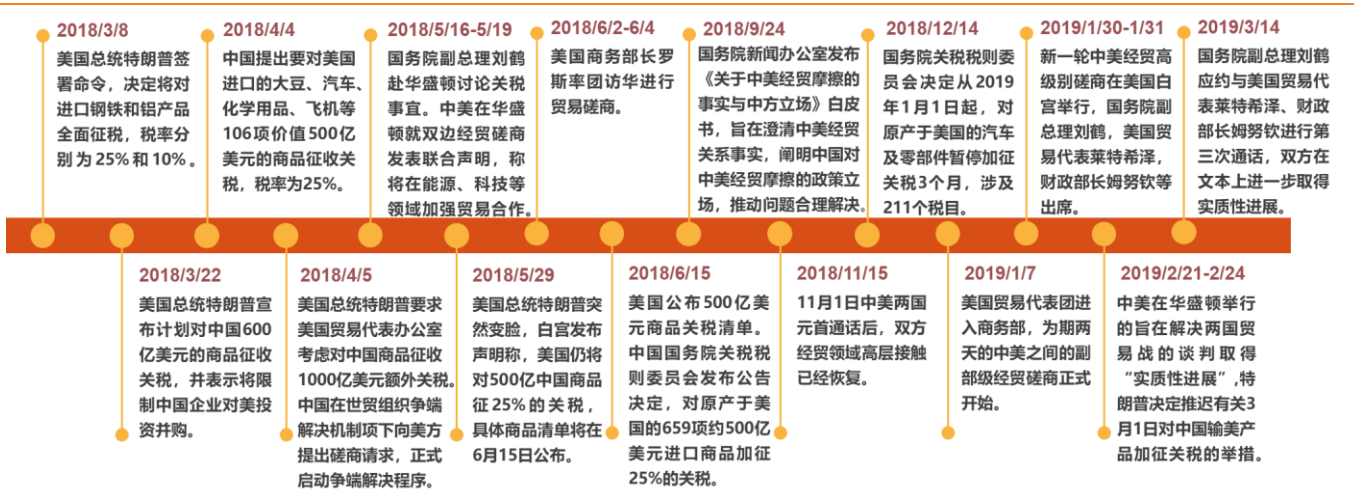 2018/3/8
美国总统特朗普签
署命令，决定将对
进口钢铁和铝产品
全面征税，税率分
别为25%和10%。
2018/4/4
中国提出要对美国
进口的大豆、汽车、
化学用品、飞机等
106项价值500亿
美元的商品征收关
税，税率为25%。
2018/5/16-5/19
国务院副总理刘鹤
赴华盛顿讨论关税
事宜。中美在华盛
顿就双边经贸磋商
发表联合声明，称
将在能源、科技等
领域加强贸易合作。
2018/6/2-6/4
美国商务部长罗
斯率团访华进行
贸易磋商。
2018/9/24
国务院新闻办公室发布
《关于中美经贸摩擦的
事实与中方立场》白皮
书，旨在澄清中美经贸
关系事实，阐明中国对
中美经贸摩擦的政策立
场，推动问题合理解决。
2018/12/14
国务院关税税则委
员会决定从2019
年1月1日起，对
原产于美国的汽车
及零部件暂停加征
关税3个月，涉及
211个税目。
2019/1/30-1/31
新一轮中美经贸高
级别磋商在美国白
宫举行，国务院副
总理刘鹤，美国贸
易代表莱特希泽，
财政部长姆努钦等
出席。
2019/3/14
国务院副总理刘鹤
应约与美国贸易代
表莱特希泽、财政
部长姆努钦进行第
三次通话，双方在
文本上进一步取得
实质性进展。
2018/3/22
美国总统特朗普宣
布计划对中国600
亿美元的商品征收
关税，并表示将限
制中国企业对美投
资并购。
2018/4/5
美国总统特朗普要求
美国贸易代表办公室
考虑对中国商品征收
1000亿美元额外关税。
中国在世贸组织争端
解决机制项下向美方
提出磋商请求，正式
启动争端解决程序。
2018/5/29
美国总统特朗普突
然变脸，白宫发布
声明称，美国仍将
对500亿中国商品
征25%的关税，
具体商品清单将在
6月15日公布。
2018/6/15
美国公布500亿美
元商品关税清单。
中国国务院关税税
则委员会发布公告
决定，对原产于美
国的659项约500亿
美元进口商品加征
25%的关税。
2018/11/15
11月1日中美两国
元首通话后，双方
经贸领域高层接触
已经恢复。
2019/1/7
美国贸易代表团进
入商务部，为期两
天的中美之间的副
部级经贸磋商正式
开始。
2019/2/21-2/24
中美在华盛顿举行
的旨在解决两国贸
易战的谈判取得
“实质性进展”,特
朗普决定推迟有关3
月1日对中国输美产
品加征关税的举措。